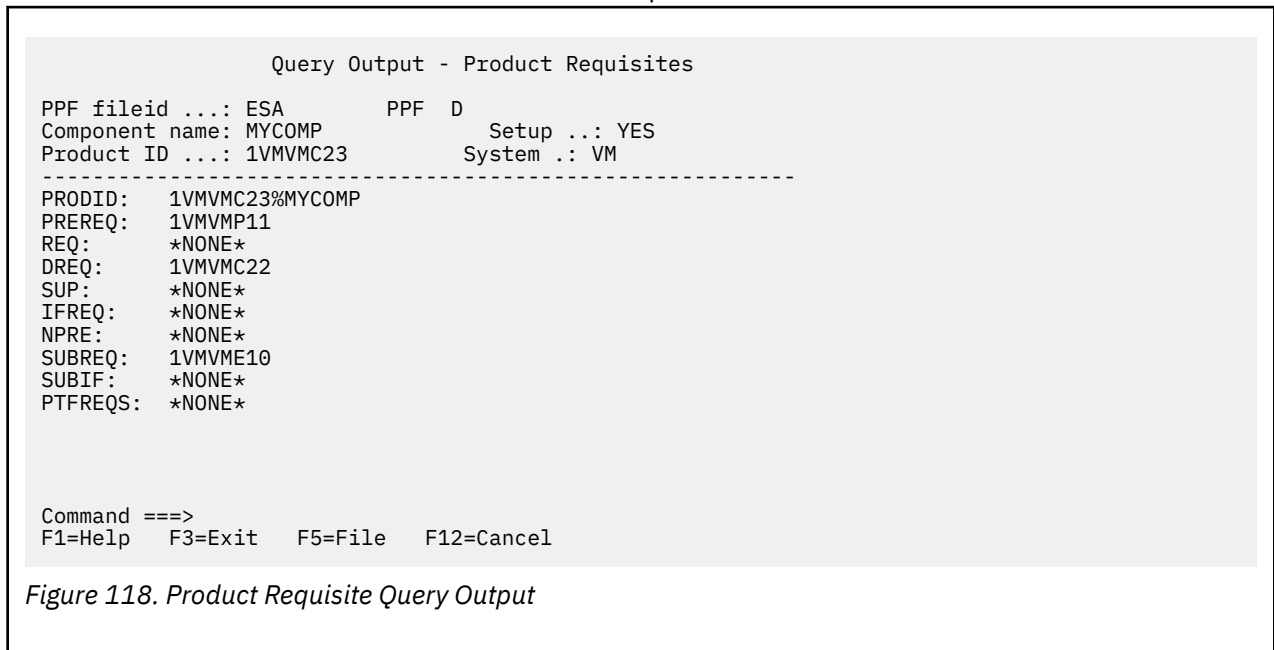 Query Output - Product Requisites
PPF fileid ...: ESA PPF D
Component name: MYCOMP Setup ..: YES
Product ID ...: 1VMVMC23 System .: VM
-----------------------------------------------------------
PRODID: 1VMVMC23%MYCOMP
PREREQ: 1VMVMP11
REQ: *NONE*
DREQ: 1VMVMC22
SUP: *NONE*
IFREQ: *NONE*
NPRE: *NONE*
SUBREQ: 1VMVME10
SUBIF: *NONE*
PTFREQS: *NONE*
Command ===>
F1=Help F3=Exit F5=File F12=Cancel
Figure 118. Product Requisite Query Output